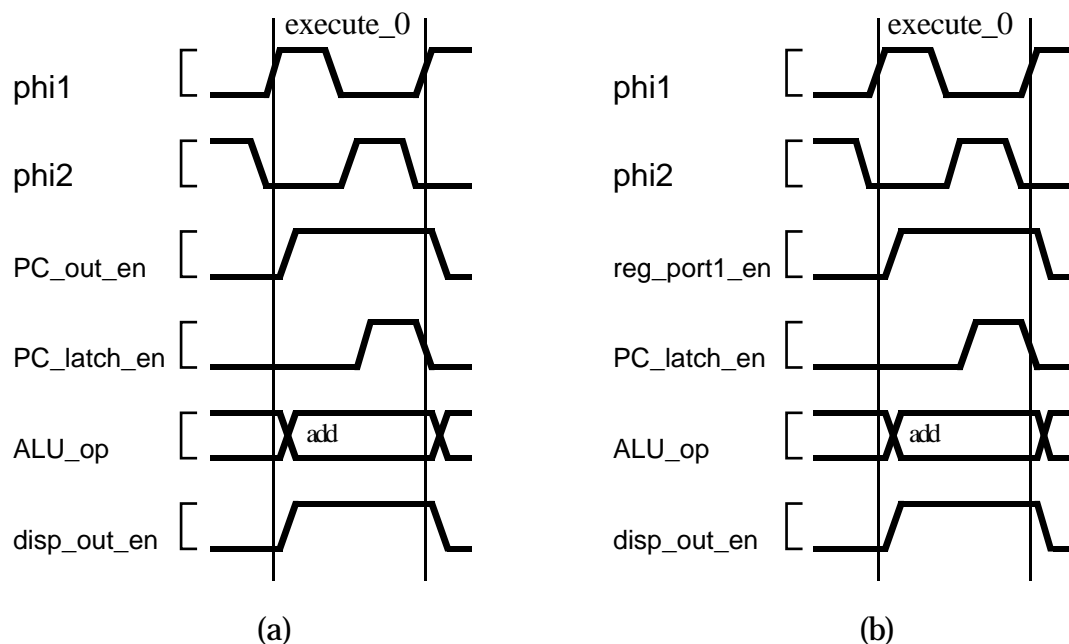 execute_0
phi1
phi2
PC_out_en
PC_latch_en
ALU_op
add
disp_out_en
(a)
execute_0
phi1
phi2
reg_port1_en
PC_latch_en
ALU_op
add
disp_out_en
(b)